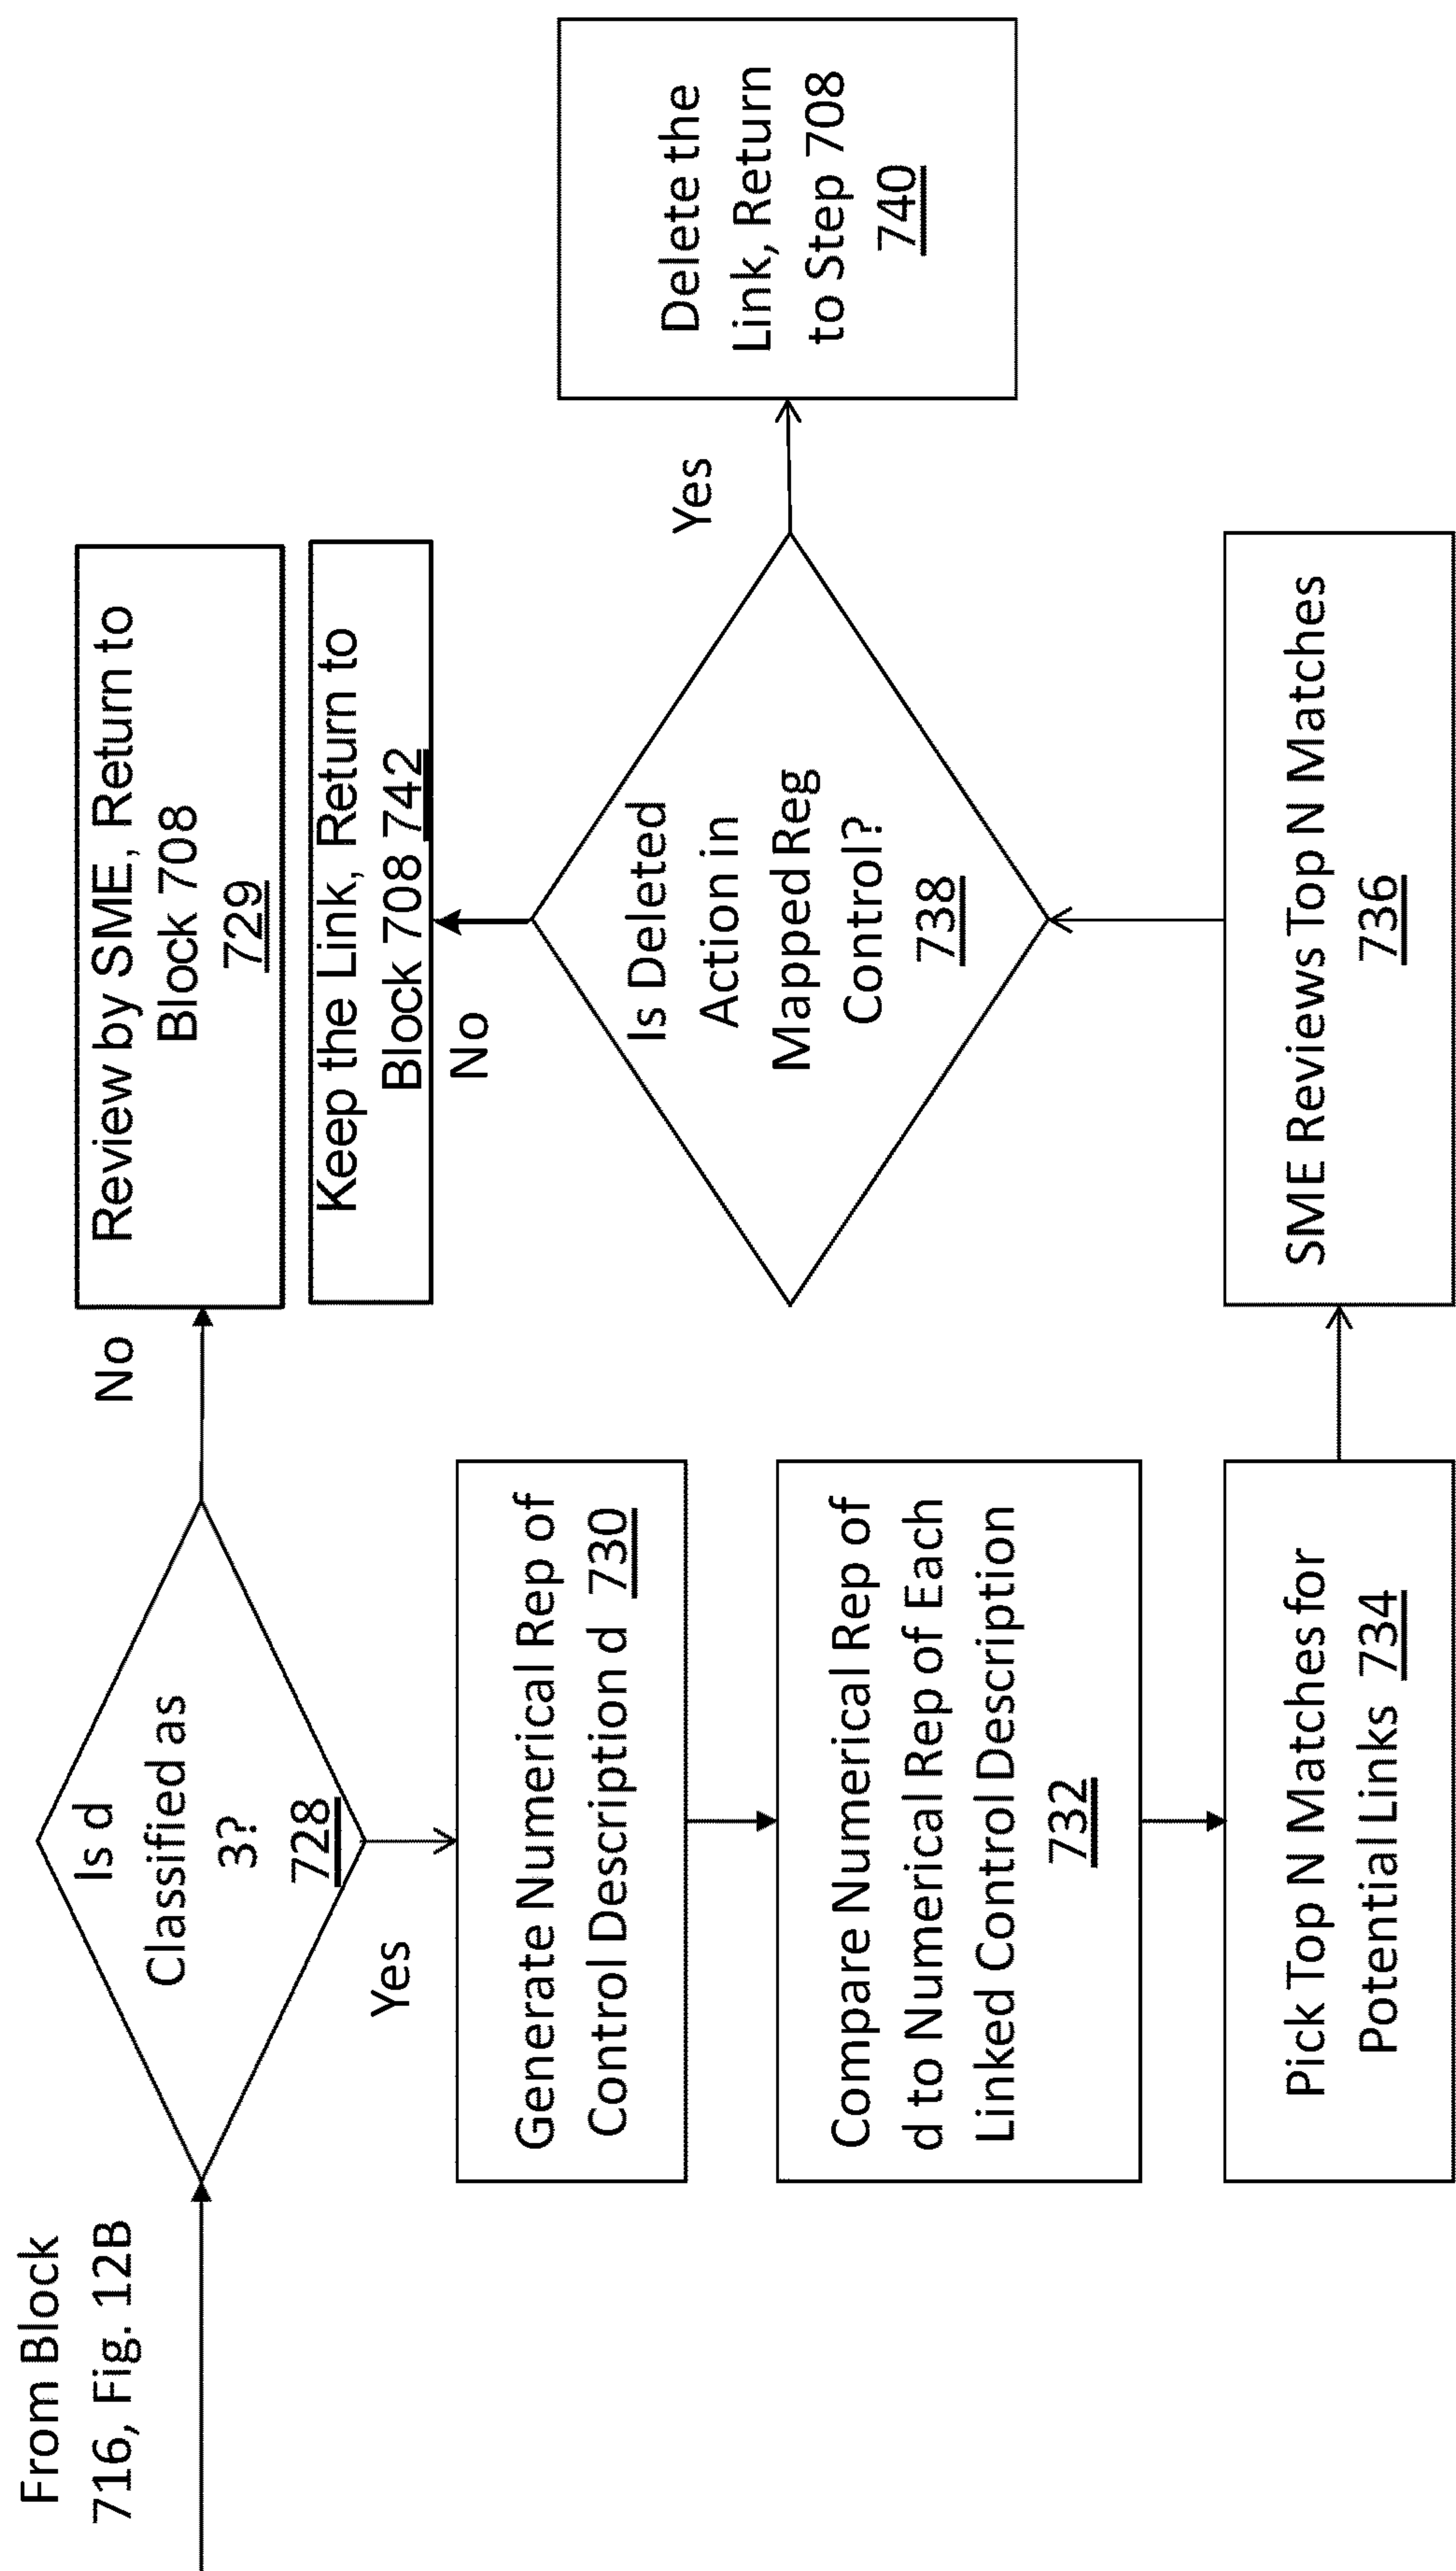 From Block
716, Fig. 12B
Is d
Classified as
3?
728
No
Review by SME, Return to
Block 708
729
Yes
Generate Numerical Rep of
Control Description d 730
Compare Numerical Rep of
d to Numerical Rep of Each
Linked Control Description
732
Pick Top N Matches for
Potential Links 734
SME Reviews Top N Matches
736
Is Deleted
Action in
Mapped Reg
Control?
738
No
Keep the Link, Return to
Block 708 742
Yes
Delete the
Link, Return
to Step 708
740